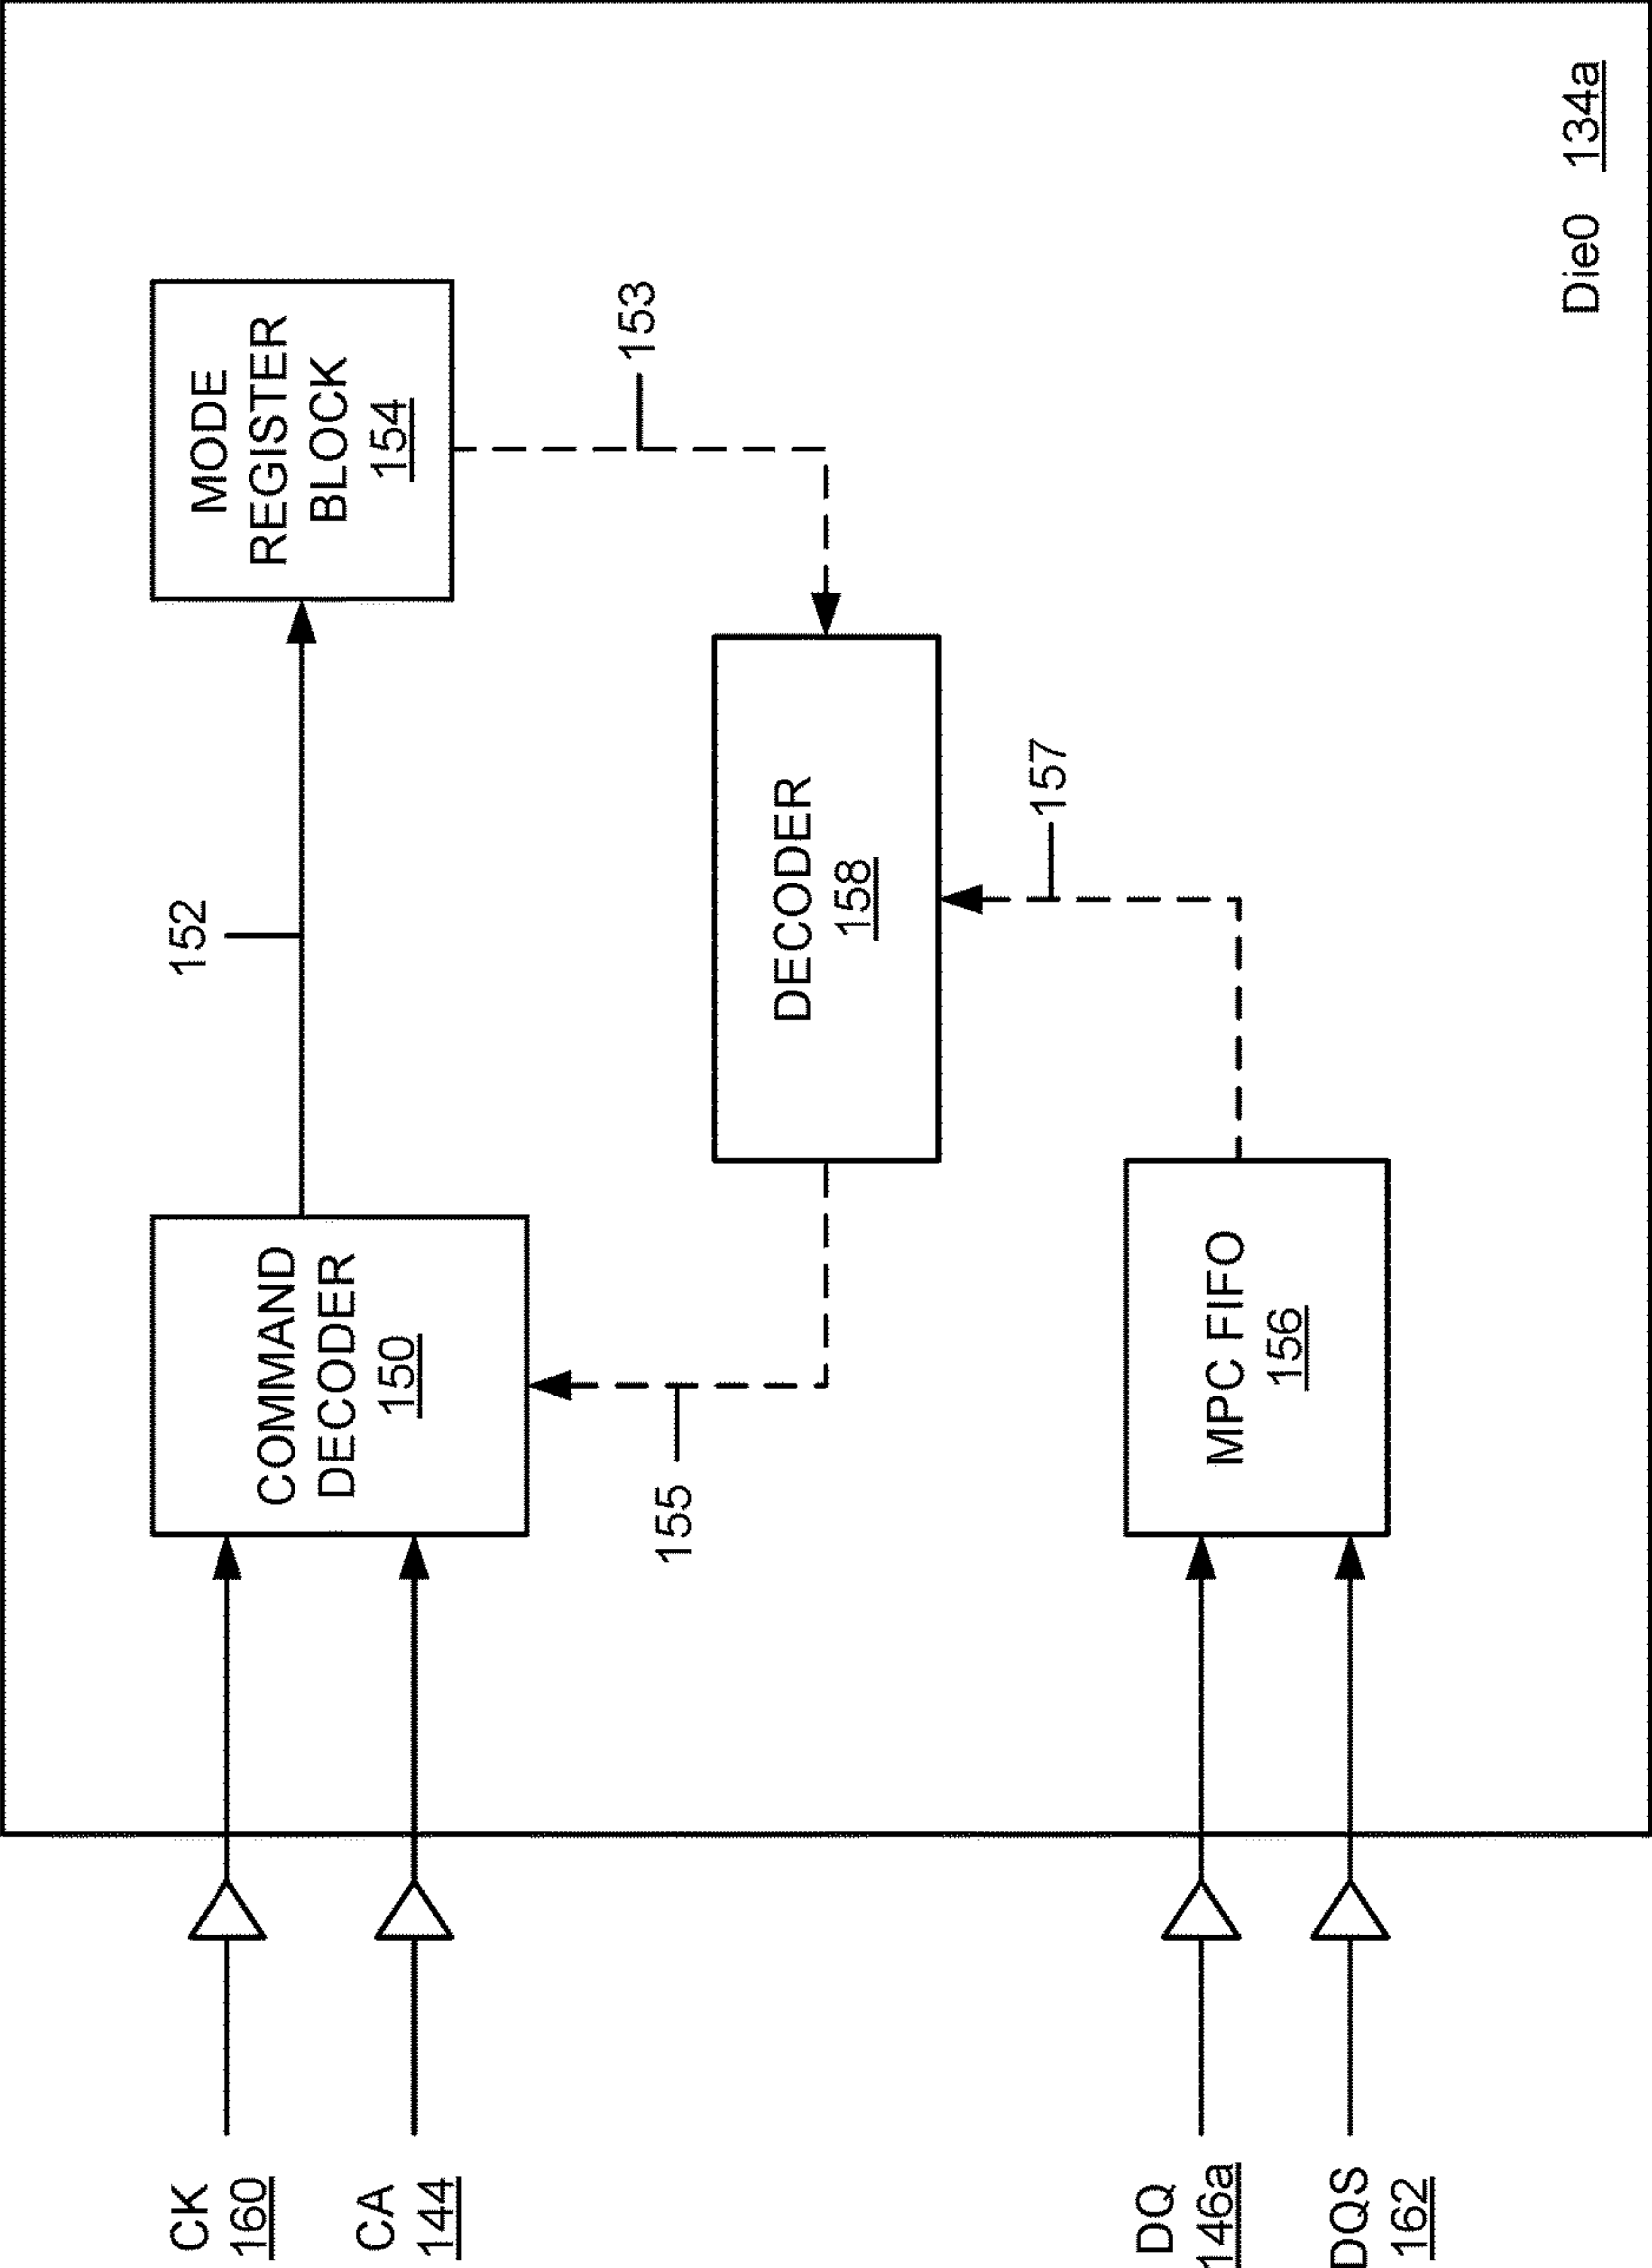 CK
160
CA
144
DQ
146a
DQS
162
COMMAND
DECODER
150
152
MODE
REGISTER
BLOCK
154
153
155
DECODER
158
157
MPC FIFO
156
Die0 134a